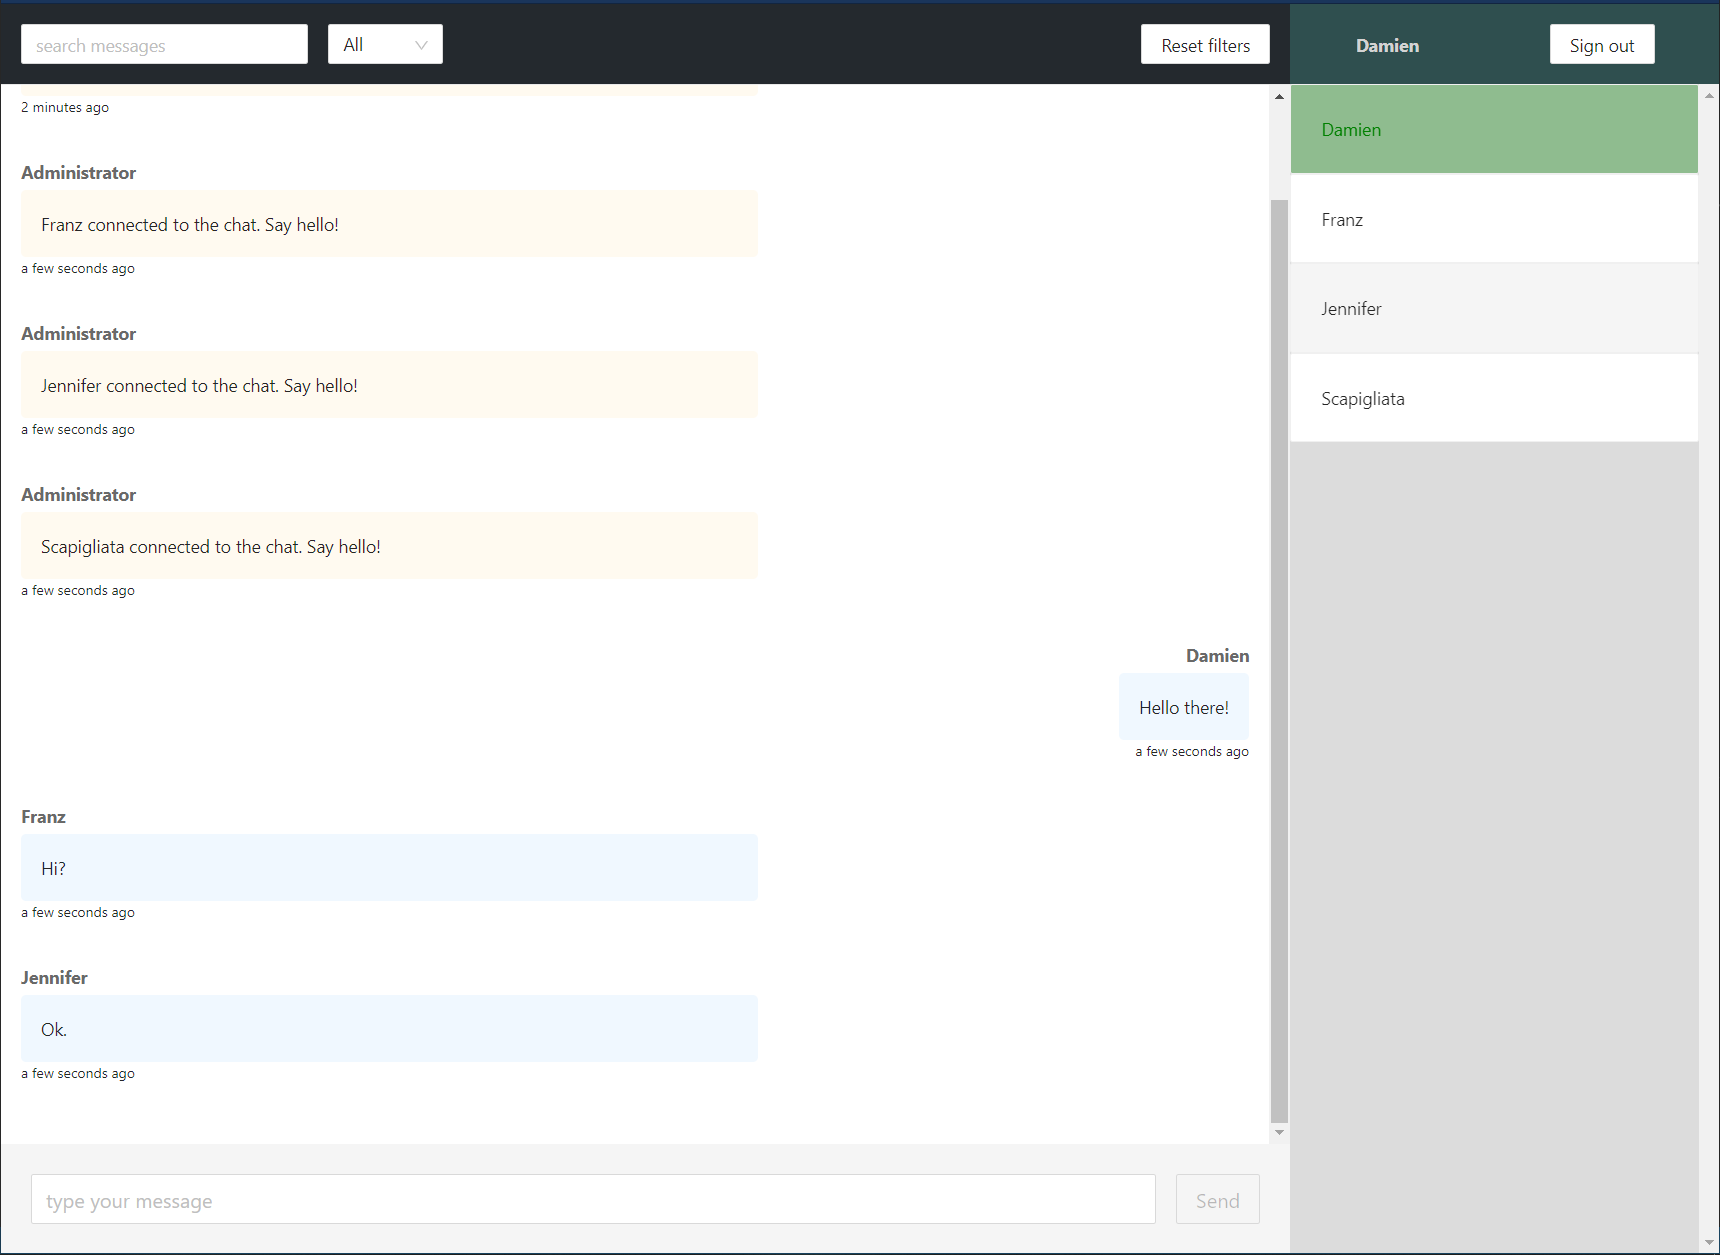 search messages
All
Reset filters
Damien
Sign out
2 minutes ago
Administrator
Franz connected to the chat. Say hello!
a few seconds ago
Administrator
Jennifer connected to the chat. Say hello!
a few seconds ago
Administrator
Scapigliata connected to the chat. Say hello!
a few seconds ago
Damien
Hello there!
a few seconds ago
Franz
Hi?
a few seconds ago
Jennifer
Ok.
a few seconds ago
type your message
Send
Damien
Franz
Jennifer
Scapigliata